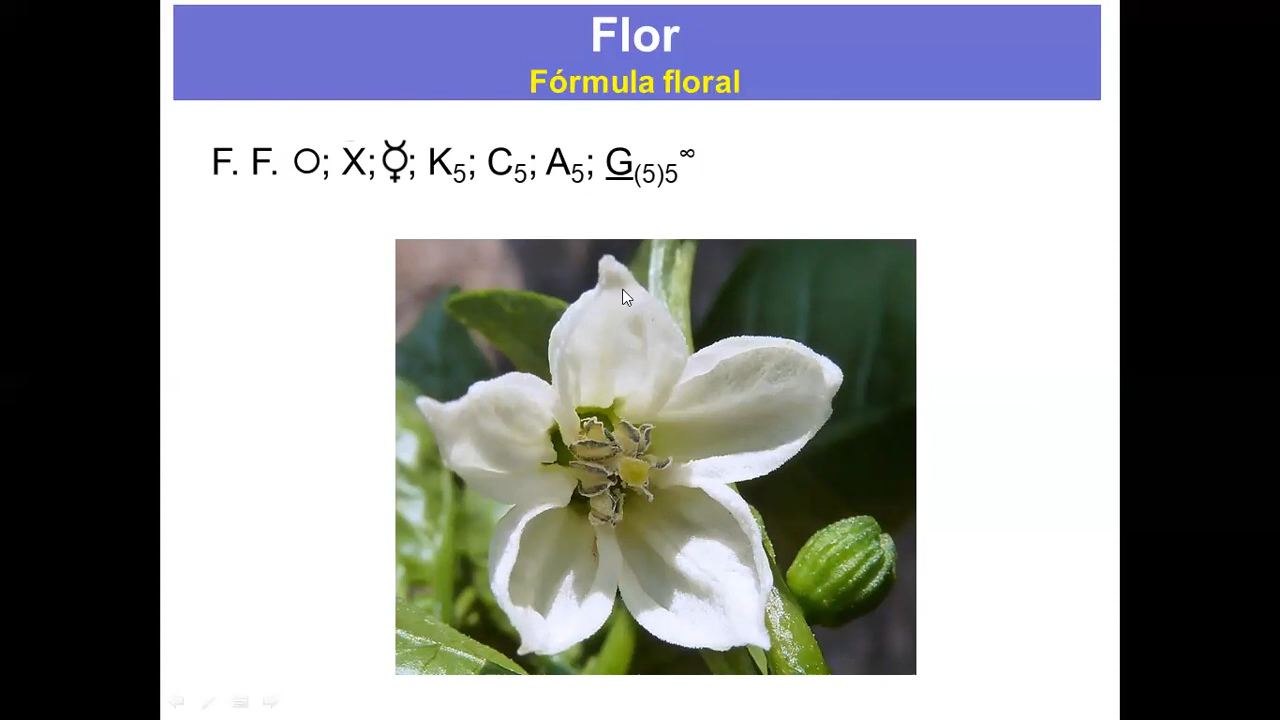 Flor
Fórmula floral
F. F. O; X;☿; K₅; C₅; A₅; G₍₅₎₅^∞